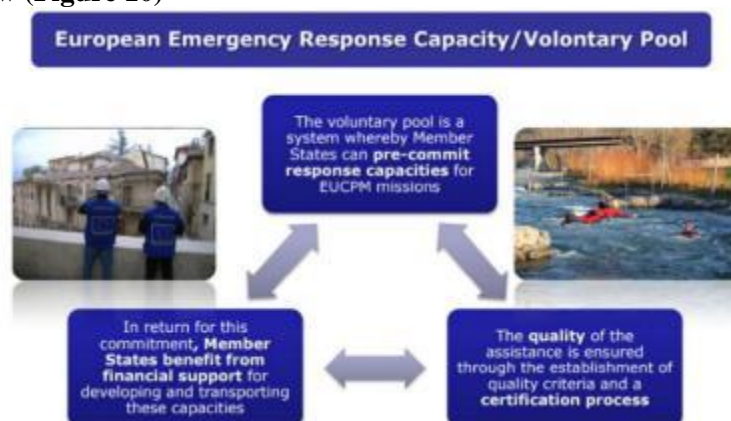 (Figure 20)
European Emergency Response Capacity/Volontary Pool
The voluntary pool is a
system whereby Member
States can pre-commit
response capacities for
EUCPM missions
In return for this
commitment, Member
States benefit from
financial support for
developing and transporting
these capacities
The quality of the
assistance is ensured
through the establishment of
quality criteria and a
certification process